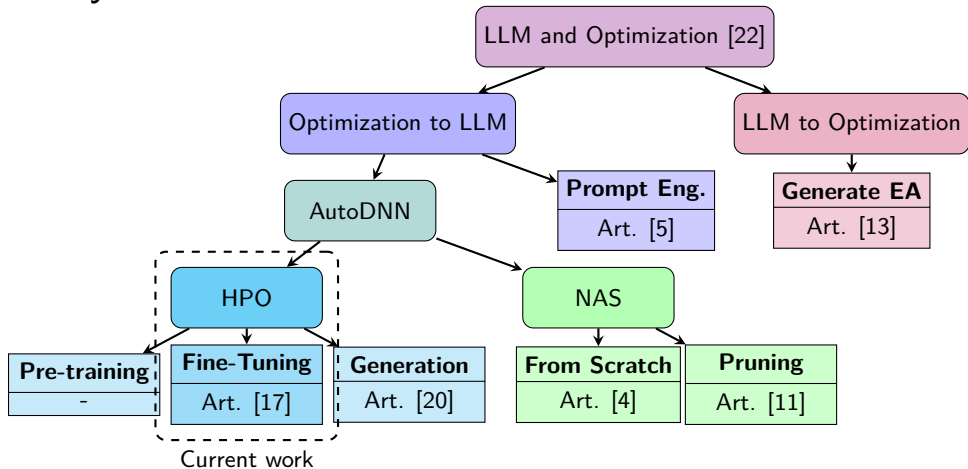 LLM and Optimization [22]
Optimization to LLM
LLM to Optimization
AutoDNN
Prompt Eng.
Art. [5]
Generate EA
Art. [13]
HPO
NAS
Pre-training
-
Fine-Tuning
Art. [17]
Generation
Art. [20]
From Scratch
Art. [4]
Pruning
Art. [11]
Current work